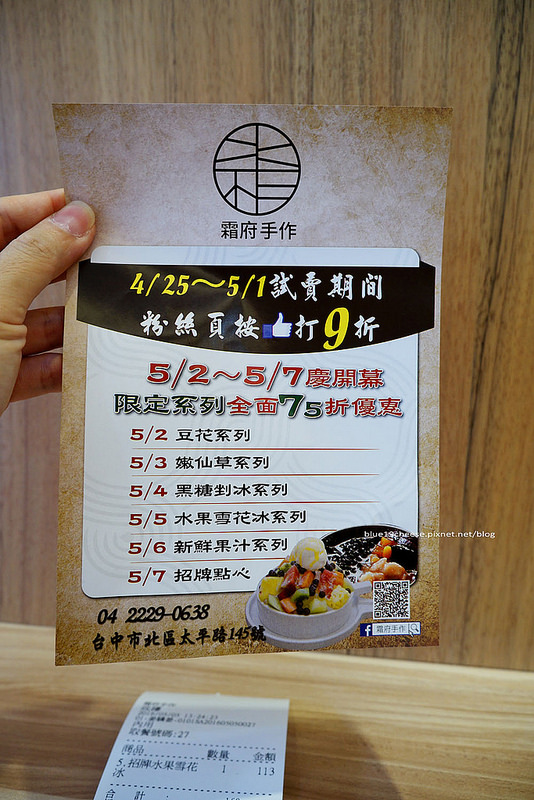 霜府手作
4/25～5/1試賣期間
粉絲頁按打9折
5/2～5/7慶開幕
限定系列全面75折優惠
5/2 豆花系列
5/3 嫩仙草系列
5/4 黑糖剉冰系列
5/5 水果雪花冰系列
5/6 新鮮果汁系列
5/7 招牌點心
blue19cheese.pixnet.net/blog
04 2229-0638
台中市北區太平路145號
f 霜府手作
內用
取餐號碼:27
商品 數量 金額
5.招牌水果雪花 1 113
冰
合 計